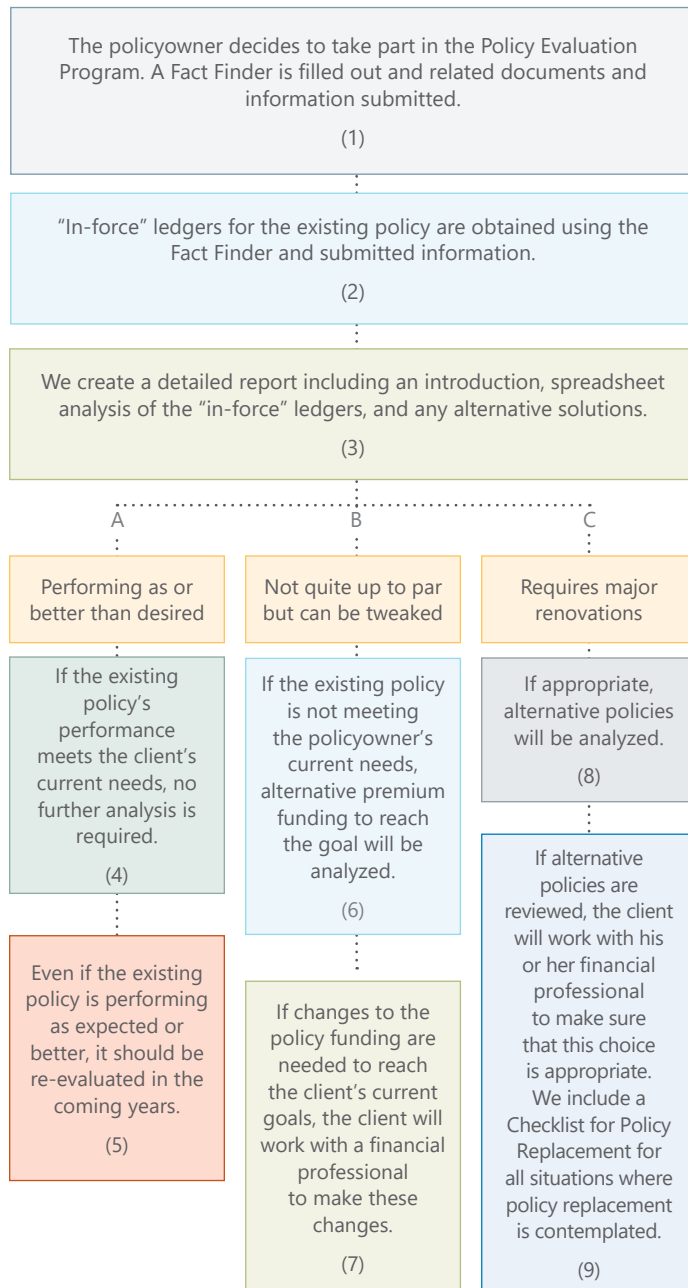 The policyowner decides to take part in the Policy Evaluation
Program. A Fact Finder is filled out and related documents and
information submitted.
(1)
“In-force” ledgers for the existing policy are obtained using the
Fact Finder and submitted information.
(2)
We create a detailed report including an introduction, spreadsheet
analysis of the “in-force” ledgers, and any alternative solutions.
(3)
A
B
C
Performing as or
better than desired
Not quite up to par
but can be tweaked
Requires major
renovations
If the existing
policy’s
performance
meets the client’s
current needs, no
further analysis is
required.
(4)
Even if the existing
policy is performing
as expected or
better, it should be
re-evaluated in the
coming years.
(5)
If the existing policy
is not meeting
the policyowner’s
current needs,
alternative premium
funding to reach
the goal will be
analyzed.
(6)
If changes to the
policy funding are
needed to reach
the client’s current
goals, the client will
work with a financial
professional
to make these
changes.
(7)
If appropriate,
alternative policies
will be analyzed.
(8)
If alternative
policies are
reviewed, the client
will work with his
or her financial
professional
to make sure
that this choice
is appropriate.
We include a
Checklist for Policy
Replacement for
all situations where
policy replacement
is contemplated.
(9)